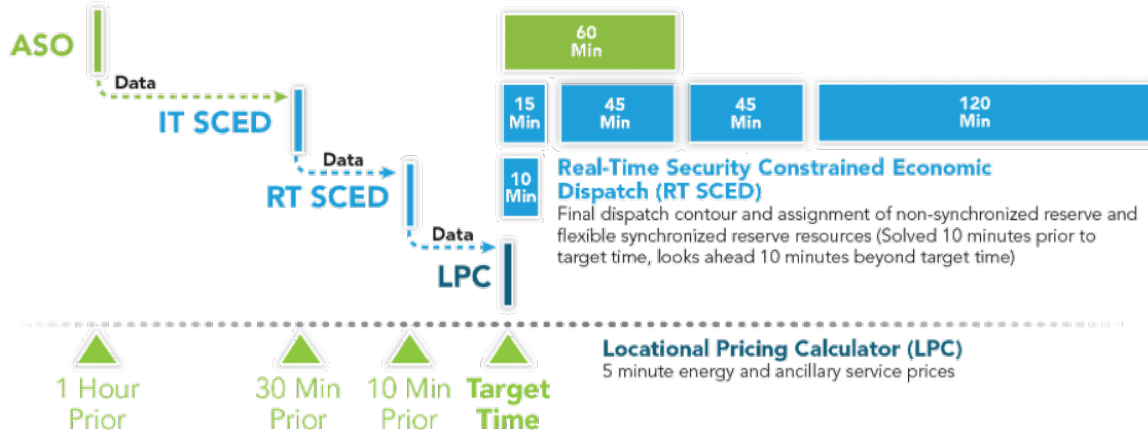 ASO
60
Min
Data
15
Min
45
Min
45
Min
120
Min
IT SCED
Data
RT SCED
10
Min
Real-Time Security Constrained Economic
Dispatch (RT SCED)
Final dispatch contour and assignment of non-synchronized reserve and
flexible synchronized reserve resources (Solved 10 minutes prior to
target time, looks ahead 10 minutes beyond target time)
Data
LPC
Locational Pricing Calculator (LPC)
5 minute energy and ancillary service prices
1 Hour
Prior
30 Min
Prior
10 Min
Prior
Target
Time